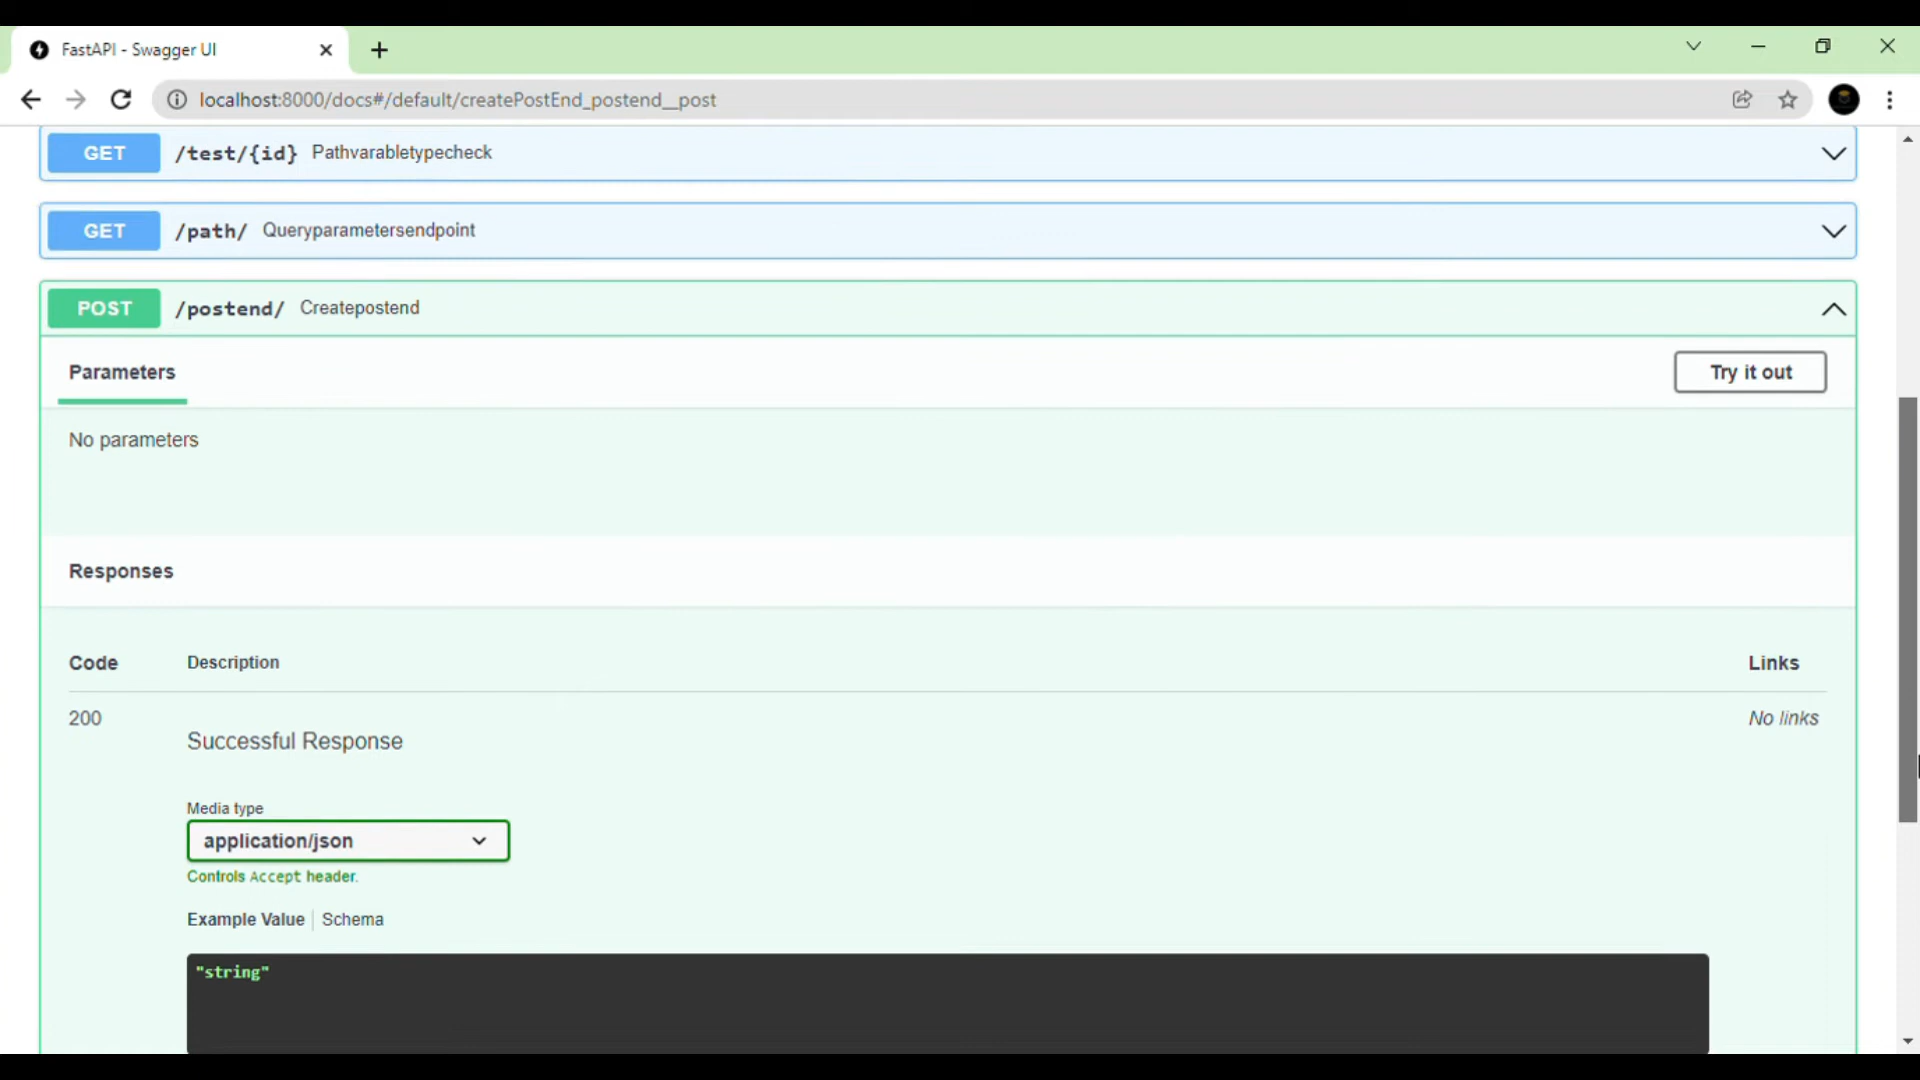 FastAPI - Swagger UI
localhost:8000/docs#/default/createPostEnd_postend__post
GET /test/{id} Pathvarabletypecheck
GET /path/ Queryparametersendpoint
POST /postend/ Createpostend
Parameters Try it out
No parameters
Responses
Code Description Links
200 No links
Successful Response
Media type
application/json
Controls Accept header.
Example Value Schema
"string"